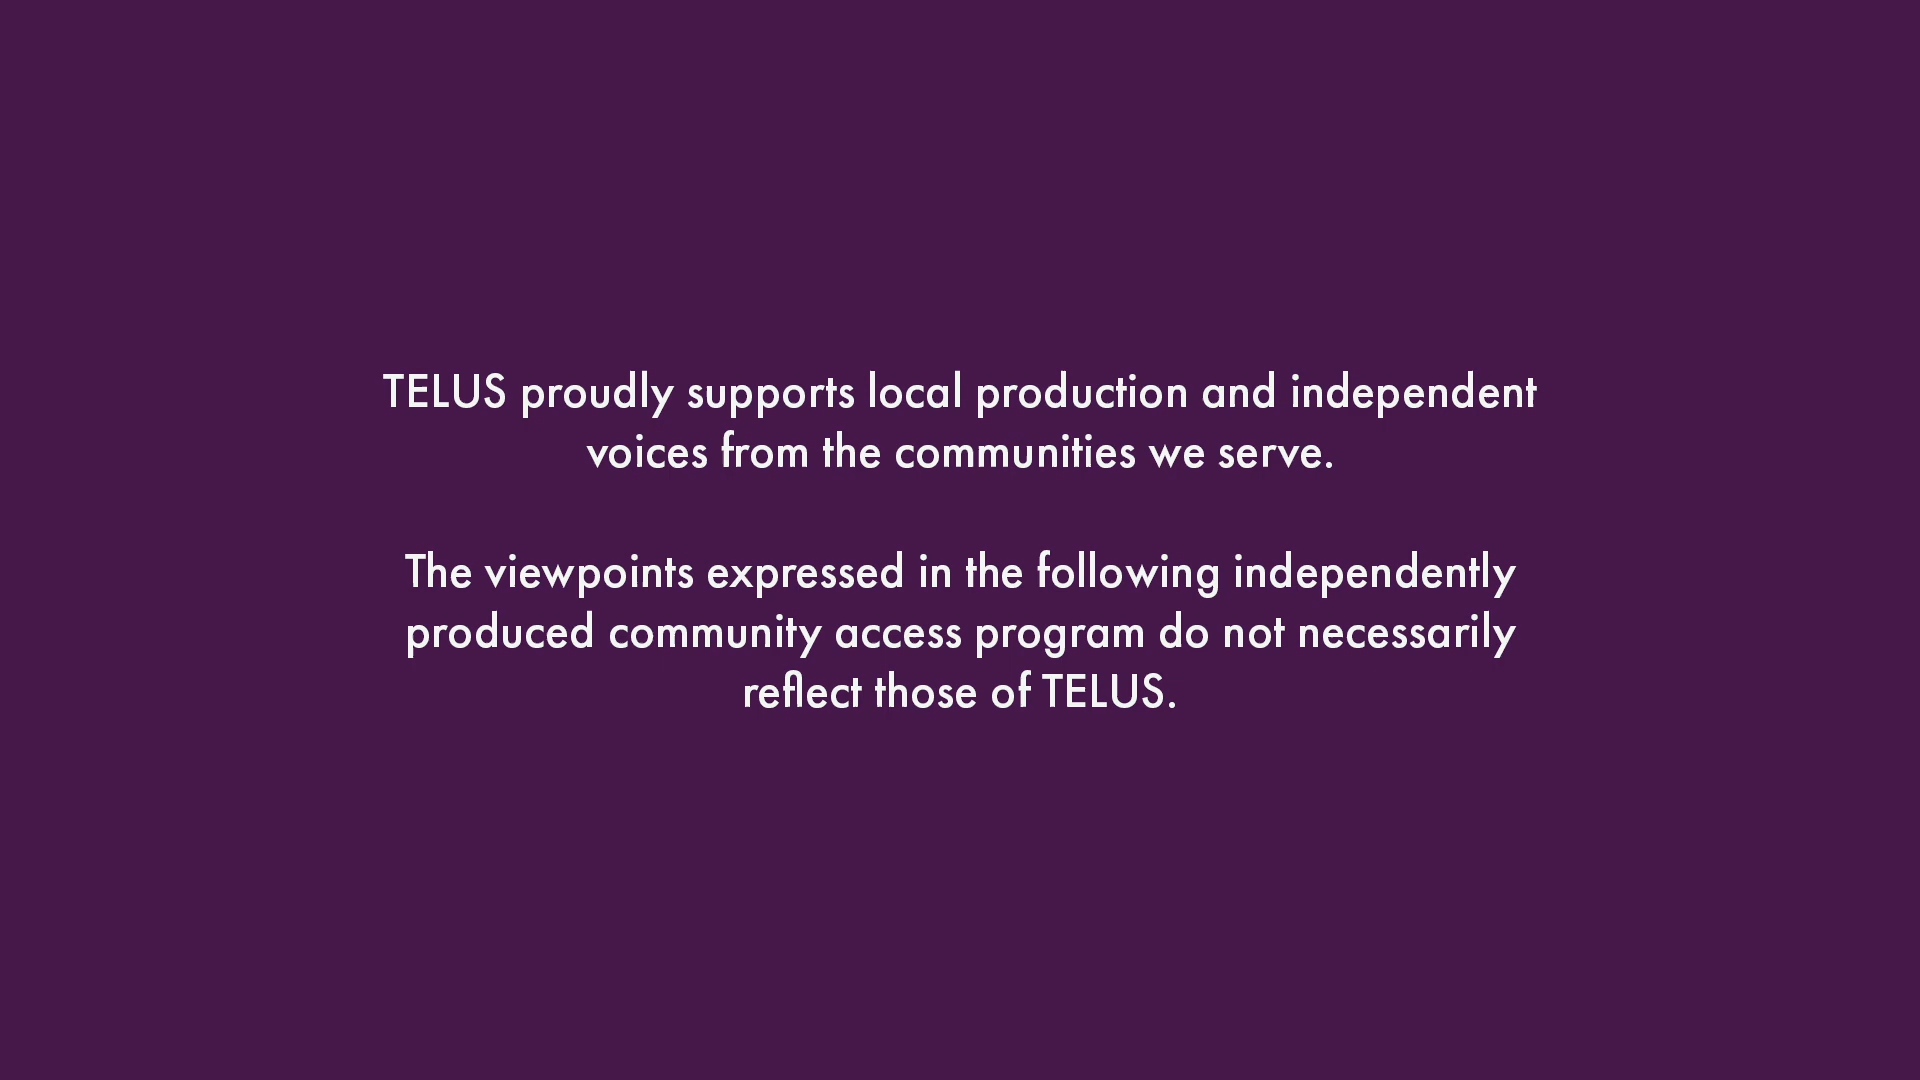 TELUS proudly supports local production and independent
voices from the communities we serve.
The viewpoints expressed in the following independently
produced community access program do not necessarily
reflect those of TELUS.